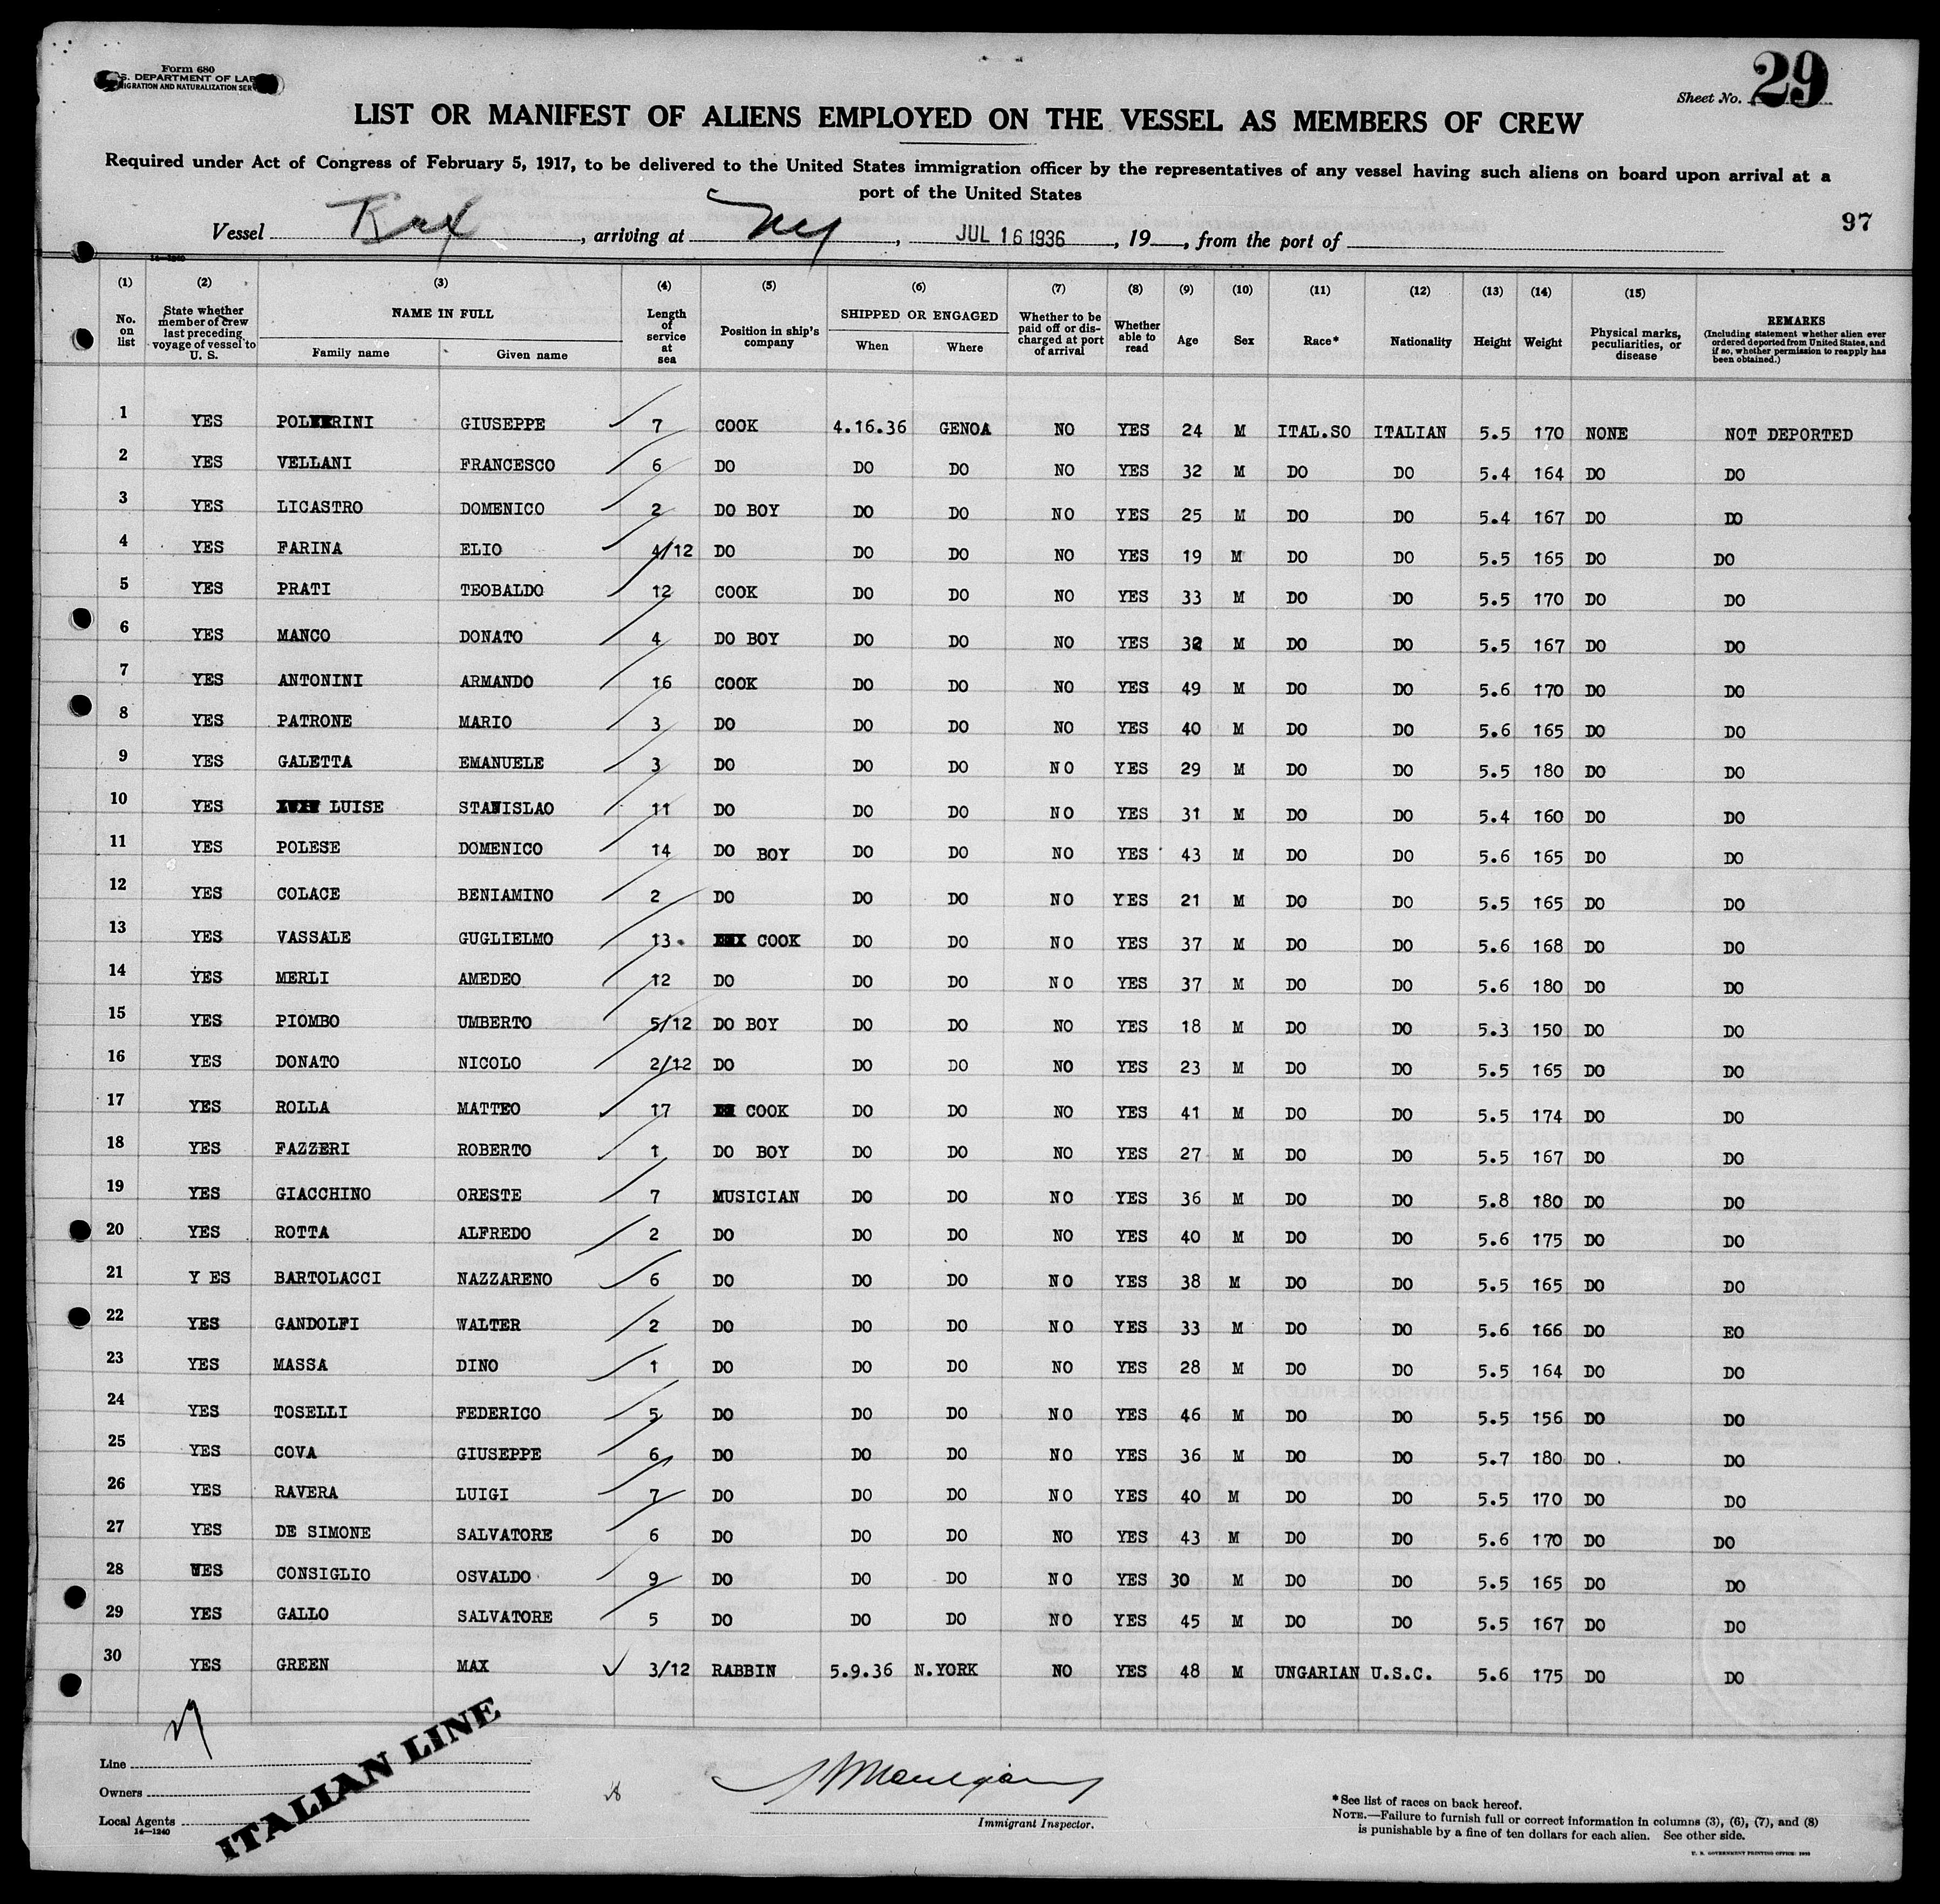 Form 680
S. DEPARTMENT OF LAB
IGRATION AND NATURALIZATION SER
Sheet No. 29
LIST OR MANIFEST OF ALIENS EMPLOYED ON THE VESSEL AS MEMBERS OF CREW
Required under Act of Congress of February 5, 1917, to be delivered to the United States immigration officer by the representatives of any vessel having such aliens on board upon arrival at a
port of the United States
97
Vessel Rex, arriving at NY, JUL 16 1936, 19 , from the port of
14—1240
(1) (2) (3) (4) (5) (6) (7) (8) (9) (10) (11) (12) (13) (14) (15)
No. on list State whether member of crew last preceding voyage of vessel to U. S. NAME IN FULL Family name Given name Length of service at sea Position in ship's company SHIPPED OR ENGAGED When Where Whether to be paid off or discharged at port of arrival Whether able to read Age Sex Race* Nationality Height Weight Physical marks, peculiarities, or disease REMARKS (Including statement whether alien ever ordered deported from United States, and if so, whether permission to reapply has been obtained.)
1 YES POLERINI GIUSEPPE 7 COOK 4.16.36 GENOA NO YES 24 M ITAL.SO ITALIAN 5.5 170 NONE NOT DEPORTED
2 YES VELLANI FRANCESCO 6 DO DO DO NO YES 32 M DO DO 5.4 164 DO DO
3 YES LICASTRO DOMENICO 2 DO BOY DO DO NO YES 25 M DO DO 5.4 167 DO DO
4 YES FARINA ELIO 4/12 DO DO DO NO YES 19 M DO DO 5.5 165 DO DO
5 YES PRATI TEOBALDO 12 COOK DO DO NO YES 33 M DO DO 5.5 170 DO DO
6 YES MANCO DONATO 4 DO BOY DO DO NO YES 32 M DO DO 5.5 167 DO DO
7 YES ANTONINI ARMANDO 16 COOK DO DO NO YES 49 M DO DO 5.6 170 DO DO
8 YES PATRONE MARIO 3 DO DO DO NO YES 40 M DO DO 5.6 165 DO DO
9 YES GALETTA EMANUELE 3 DO DO DO NO YES 29 M DO DO 5.5 180 DO DO
10 YES LUISE STANISLAO 11 DO DO DO NO YES 31 M DO DO 5.4 160 DO DO
11 YES POLESE DOMENICO 14 DO BOY DO DO NO YES 43 M DO DO 5.6 165 DO DO
12 YES COLACE BENIAMINO 2 DO DO DO NO YES 21 M DO DO 5.5 165 DO DO
13 YES VASSALE GUGLIELMO 13. COOK DO DO NO YES 37 M DO DO 5.6 168 DO DO
14 YES MERLI AMEDEO 12 DO DO DO NO YES 37 M DO DO 5.6 180 DO DO
15 YES PIOMBO UMBERTO 5/12 DO BOY DO DO NO YES 18 M DO DO 5.3 150 DO DO
16 YES DONATO NICOLO 2/12 DO DO DO NO YES 23 M DO DO 5.5 165 DO DO
17 YES ROLLA MATTEO 17 COOK DO DO NO YES 41 M DO DO 5.5 174 DO DO
18 YES FAZZERI ROBERTO 1 DO BOY DO DO NO YES 27 M DO DO 5.5 167 DO DO
19 YES GIACCHINO ORESTE 7 MUSICIAN DO DO NO YES 36 M DO DO 5.8 180 DO DO
20 YES ROTTA ALFREDO 2 DO DO DO NO YES 40 M DO DO 5.6 175 DO DO
21 Y ES BARTOLACCI NAZZARENO 6 DO DO DO NO YES 38 M DO DO 5.5 165 DO DO
22 YES GANDOLFI WALTER 2 DO DO DO NO YES 33 M DO DO 5.6 166 DO EO
23 YES MASSA DINO 1 DO DO DO NO YES 28 M DO DO 5.5 164 DO DO
24 YES TOSELLI FEDERICO 5 DO DO DO NO YES 46 M DO DO 5.5 156 DO DO
25 YES COVA GIUSEPPE 6 DO DO DO NO YES 36 M DO DO 5.7 180 DO DO
26 YES RAVERA LUIGI 7 DO DO DO NO YES 40 M DO DO 5.5 170 DO DO
27 YES DE SIMONE SALVATORE 6 DO DO DO NO YES 43 M DO DO 5.6 170 DO DO
28 YES CONSIGLIO OSVALDO 9 DO DO DO NO YES 30 M DO DO 5.5 165 DO DO
29 YES GALLO SALVATORE 5 DO DO DO NO YES 45 M DO DO 5.5 167 DO DO
30 YES GREEN MAX 3/12 RABBIN 5.9.36 N.YORK NO YES 48 M UNGARIAN U.S.C. 5.6 175 DO DO
Line
Owners
Local Agents
14—1240
ITALIAN LINE
Immigrant Inspector.
*See list of races on back hereof.
NOTE.—Failure to furnish full or correct information in columns (3), (6), (7), and (8)
is punishable by a fine of ten dollars for each alien. See other side.